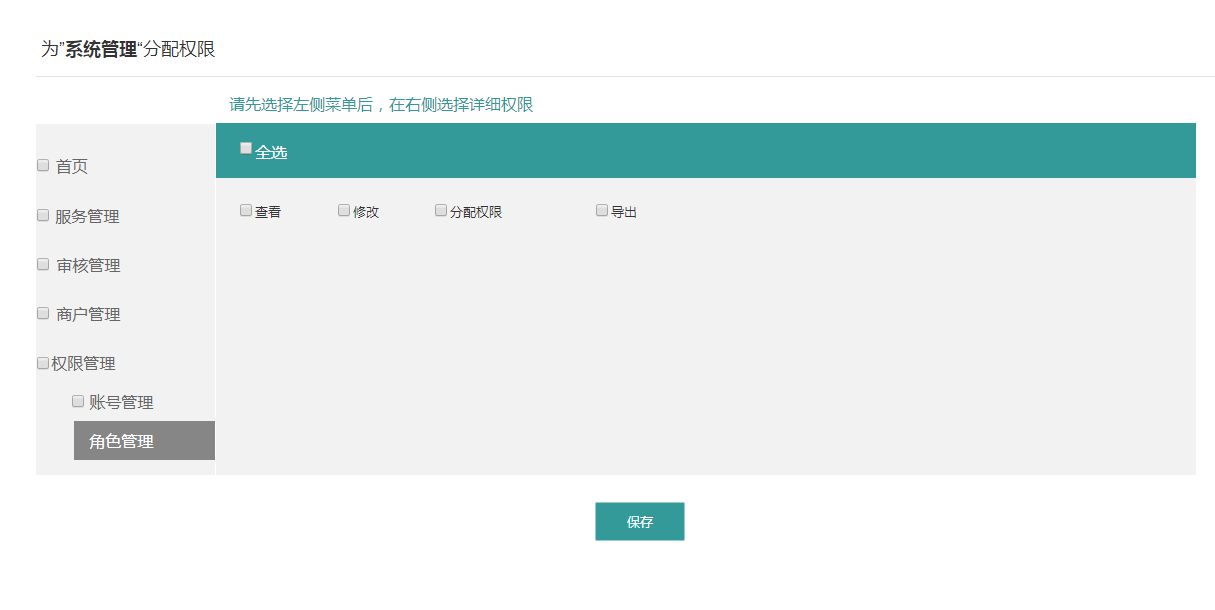 为”系统管理“分配权限
请先选择左侧菜单后，在右侧选择详细权限
全选
首页
服务管理
审核管理
商户管理
权限管理
账号管理
角色管理
查看 修改 分配权限 导出
保存